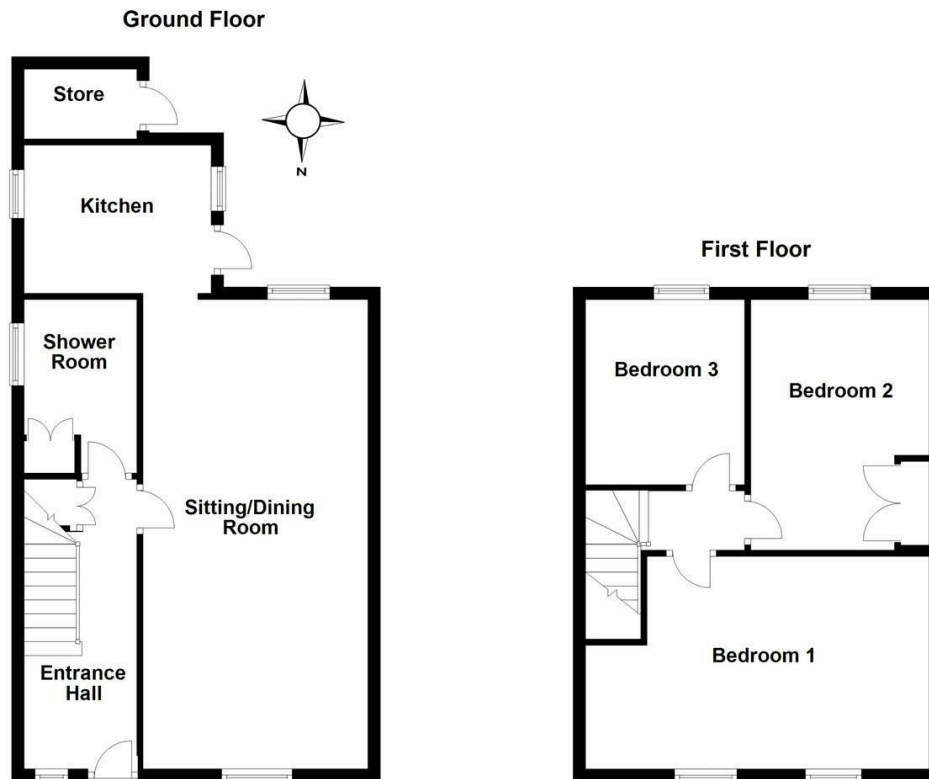 Ground Floor
Store
N
Kitchen
Shower
Room
Sitting/Dining
Room
Entrance
Hall
First Floor
Bedroom 3
Bedroom 2
Bedroom 1